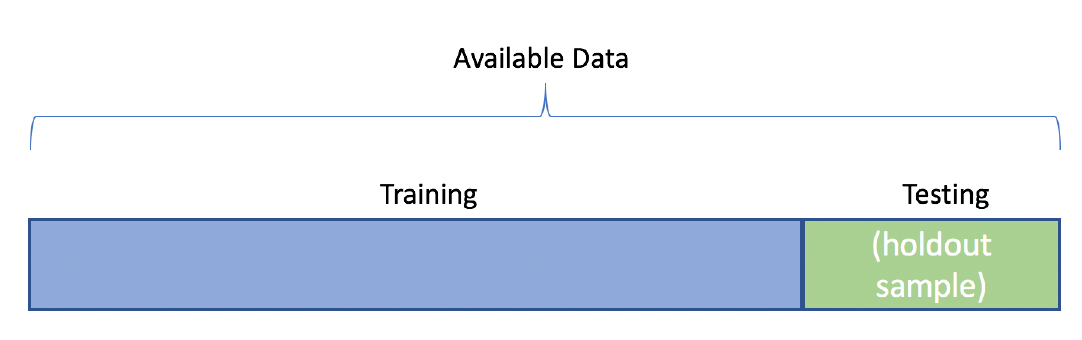 Available Data
Training
Testing
(holdout
sample)